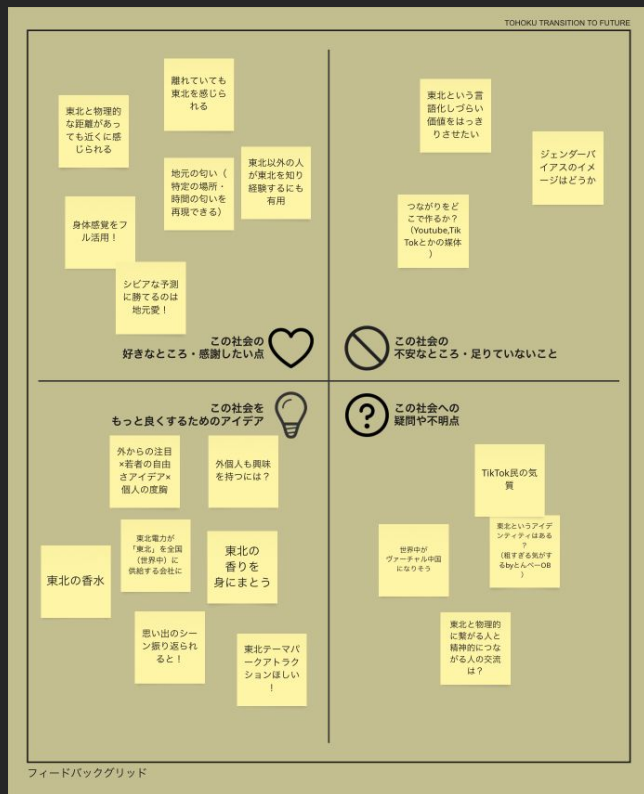 TOHOKU TRANSITION TO FUTURE
離れていても
東北を感じら
れる
東北と物理的
な距離があっ
ても近くに感
じられる
地元の匂い（
特定の場所・
時間の匂いを
再現できる）
東北以外の人
が東北を知り
経験するにも
有用
身体感覚をフ
ル活用！
シビアな予測
に勝てるのは
地元愛！
この社会の
好きなところ・感謝したい点
東北という言
語化しづらい
価値をはっき
りさせたい
ジェンダーバ
イアスのイメ
ージはどうか
つながりをど
こで作るか？
（Youtube,Tik
Tokとかの媒体
）
この社会の
不安なところ・足りていないこと
この社会を
もっと良くするためのアイデア
外からの注目
×若者の自由
さアイデア×
個人の度胸
外個人も興味
を持つには？
東北電力が
「東北」を全国
（世界中）に
供給する会社に
東北の
香りを
身にまとう
東北の香水
思い出のシー
ン振り返られ
ると！
東北テーマパ
ークアトラク
ションほしい
！
?
この社会への
疑問や不明点
TikTok民の気
質
東北というアイデ
ンティティはある
？
（粗すぎる気がす
るbyとんぺーOB
）
世界中が
ヴァーチャル中国
になりそう
東北と物理的
に繋がる人と
精神的につな
がる人の交流
は？
フィードバックグリッド